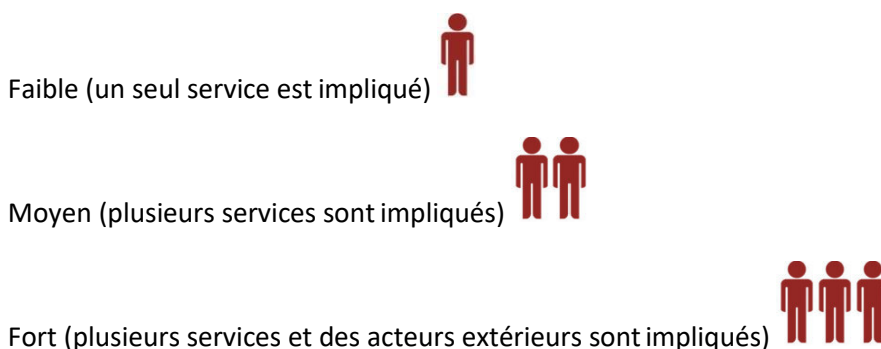 Faible (un seul service est impliqué)
Moyen (plusieurs services sont impliqués)
Fort (plusieurs services et des acteurs extérieurs sont impliqués)